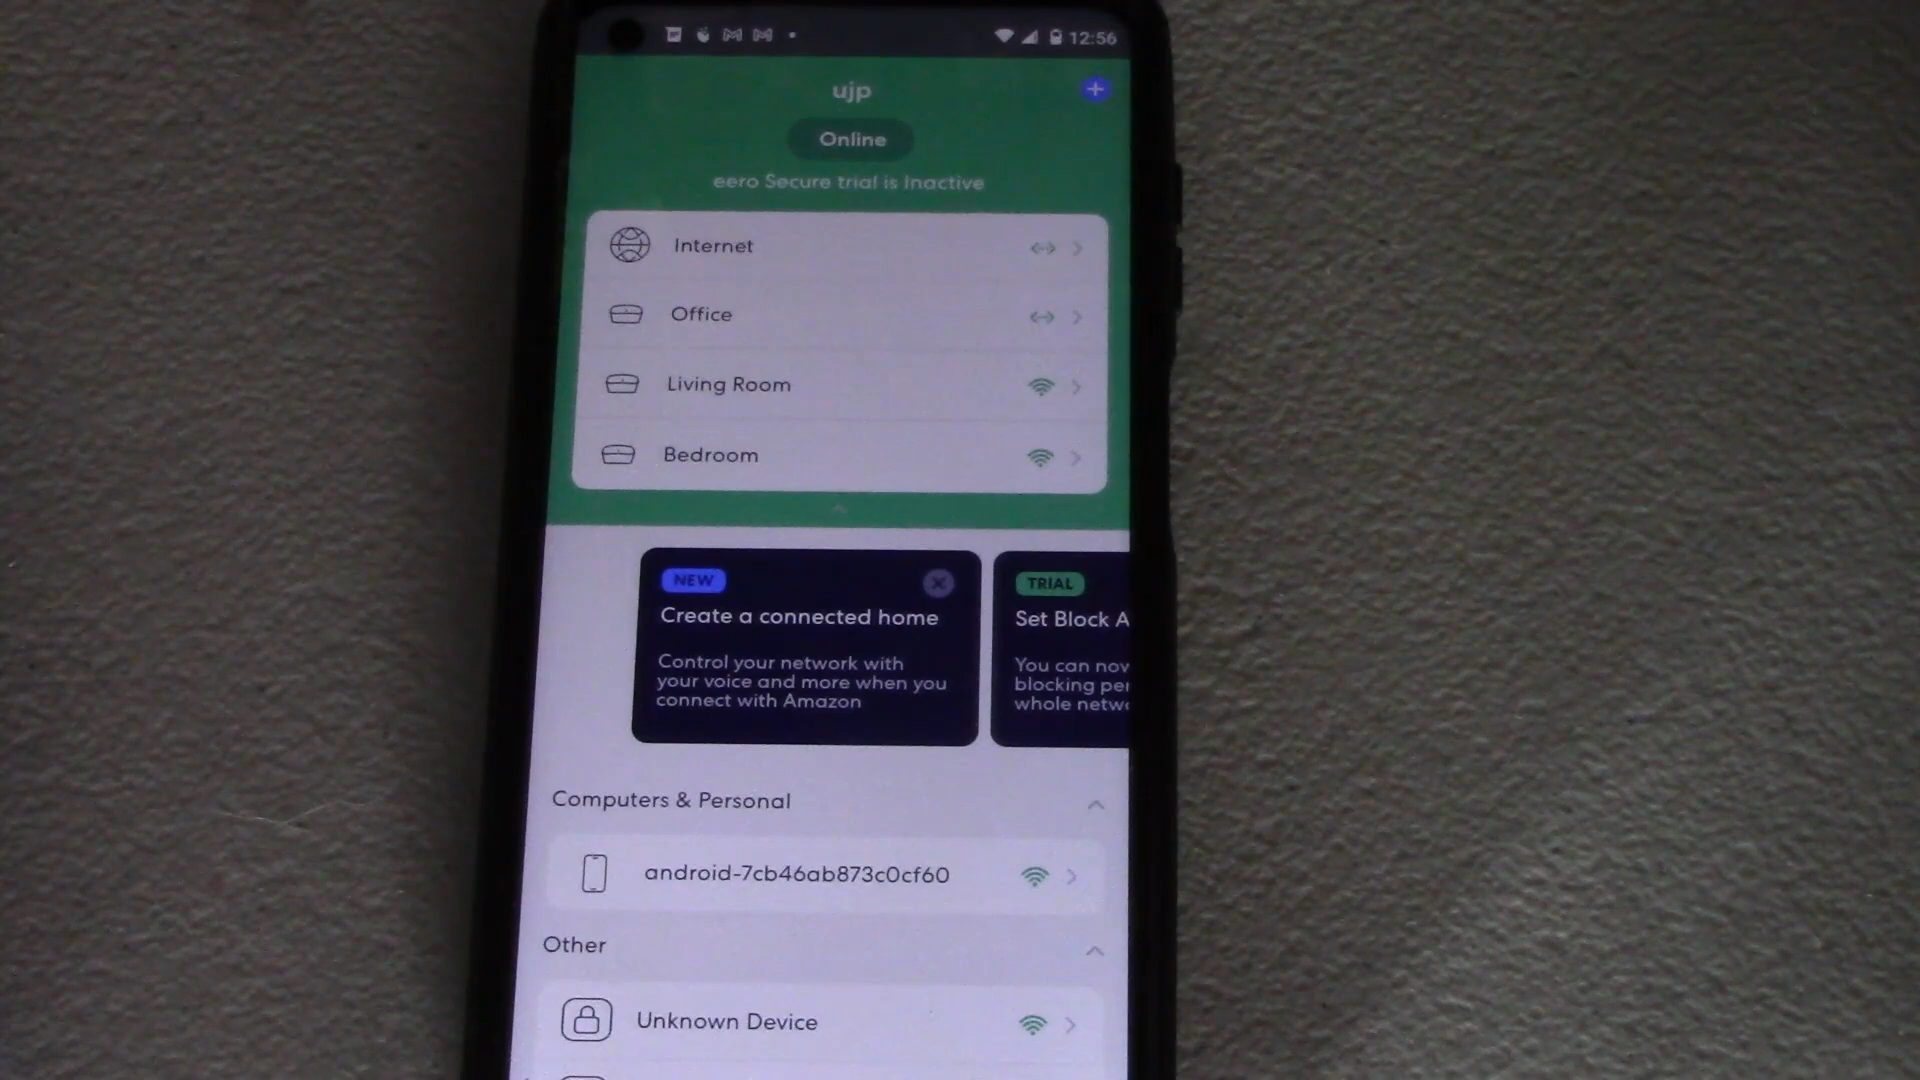 12:56
ujp
Online
eero Secure trial is Inactive
Internet
Office
Living Room
Bedroom
NEW
Create a connected home
Control your network with
your voice and more when you
connect with Amazon
TRIAL
Set Block A
You can nov
blocking per
whole netwo
Computers & Personal
android-7cb46ab873c0cf60
Other
Unknown Device